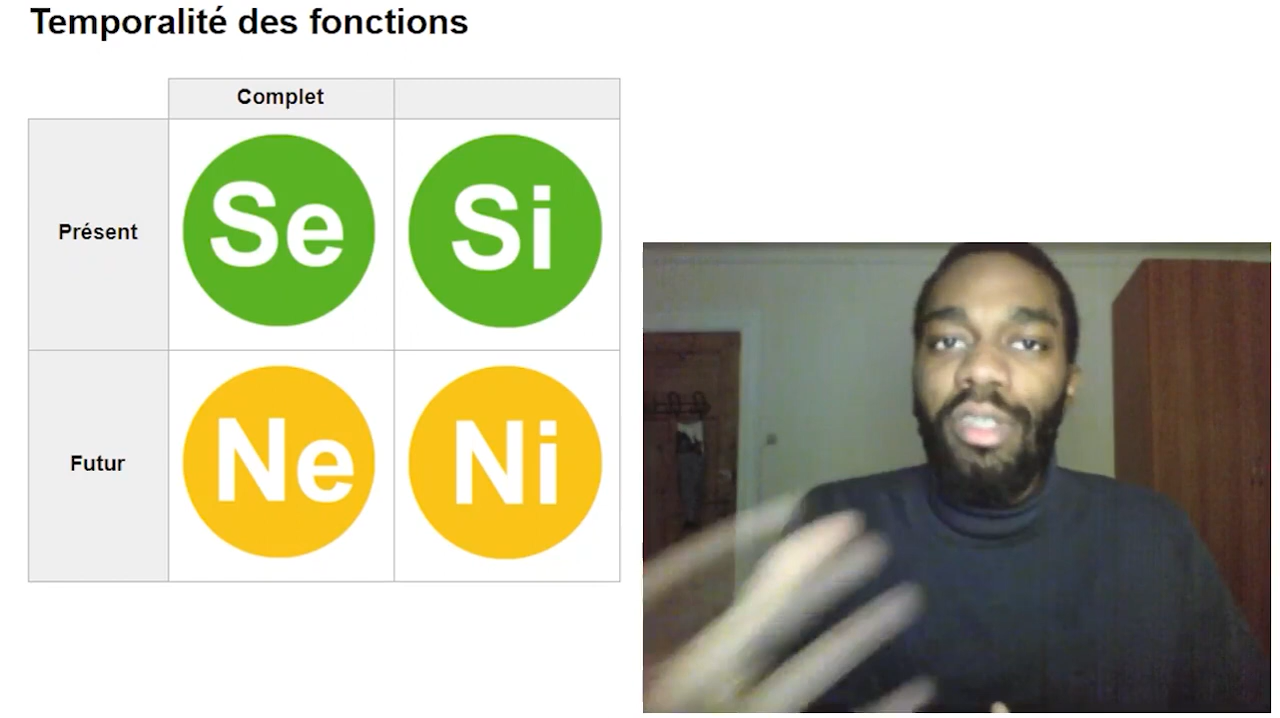 Temporalité des fonctions
Complet
Présent
Se
Si
Futur
Ne
Ni